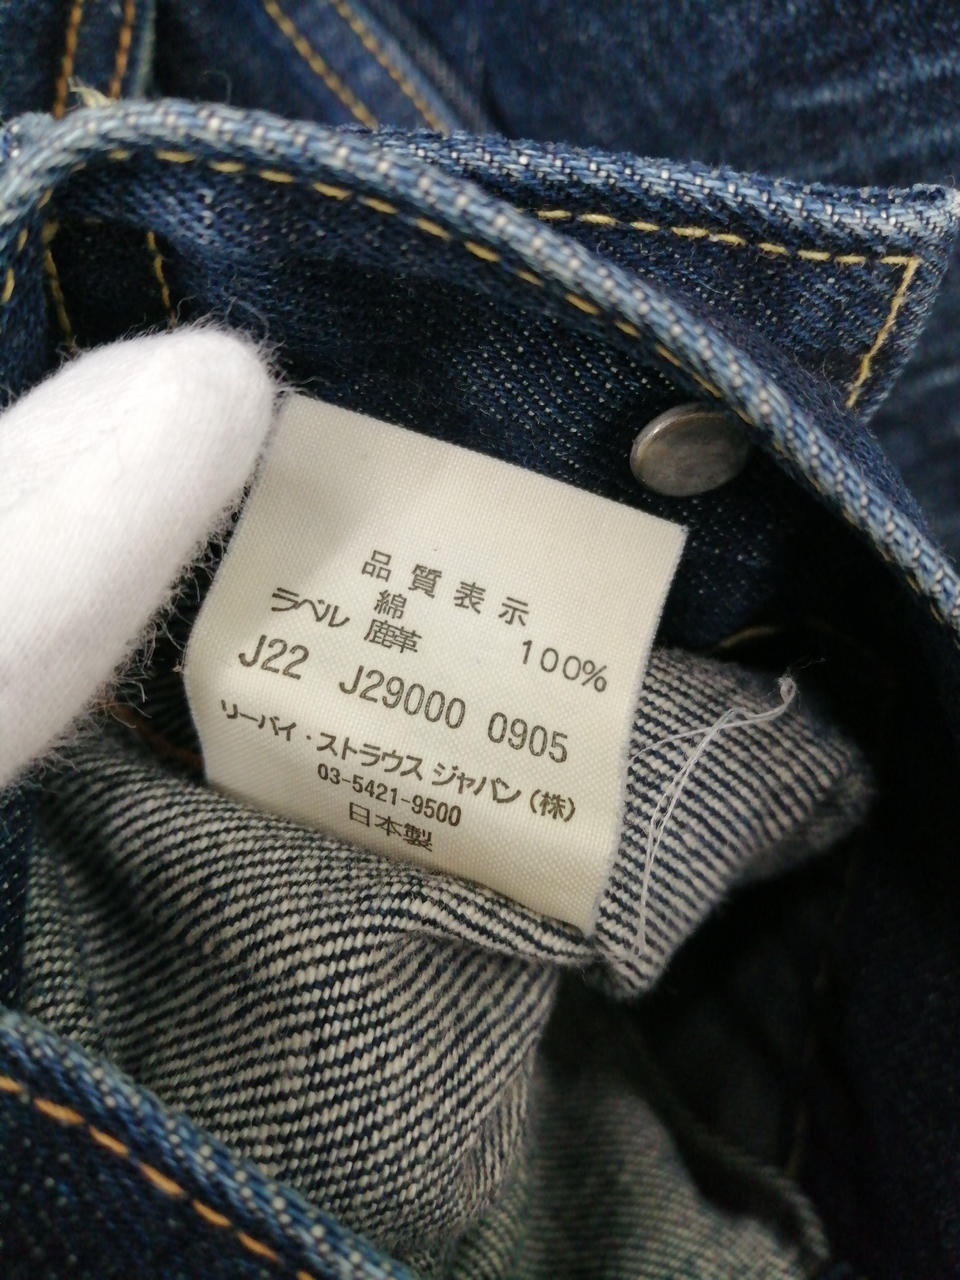 品質表示
綿 100%
ラベル 鹿革
J22 J29000 0905
リーバイ・ストラウス ジャパン(株)
03-5421-9500
日本製